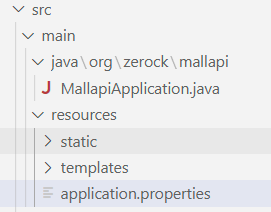 src
main
java\org\zerock\mallapi
J MallapiApplication.java
resources
static
templates
application.properties